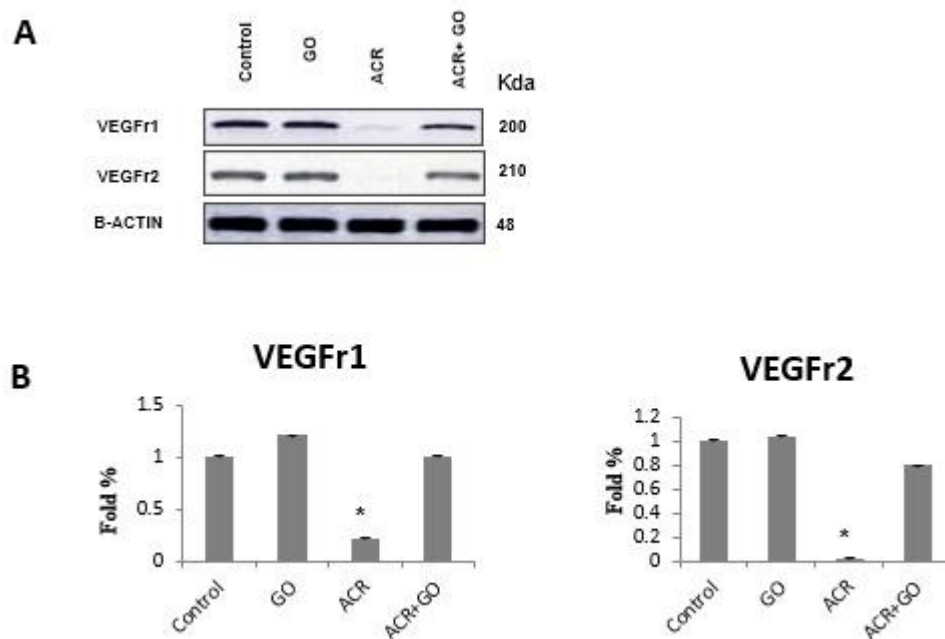 A
Control GO ACR ACR+ GO
Kda
VEGFr1 200
VEGFr2 210
B-ACTIN 48
B
VEGFr1
Fold %
1.5
1
0.5
0
*
Control GO ACR ACR+GO
VEGFr2
Fold %
1.2
1
0.8
0.6
0.4
0.2
0
*
Control GO ACR ACR+GO